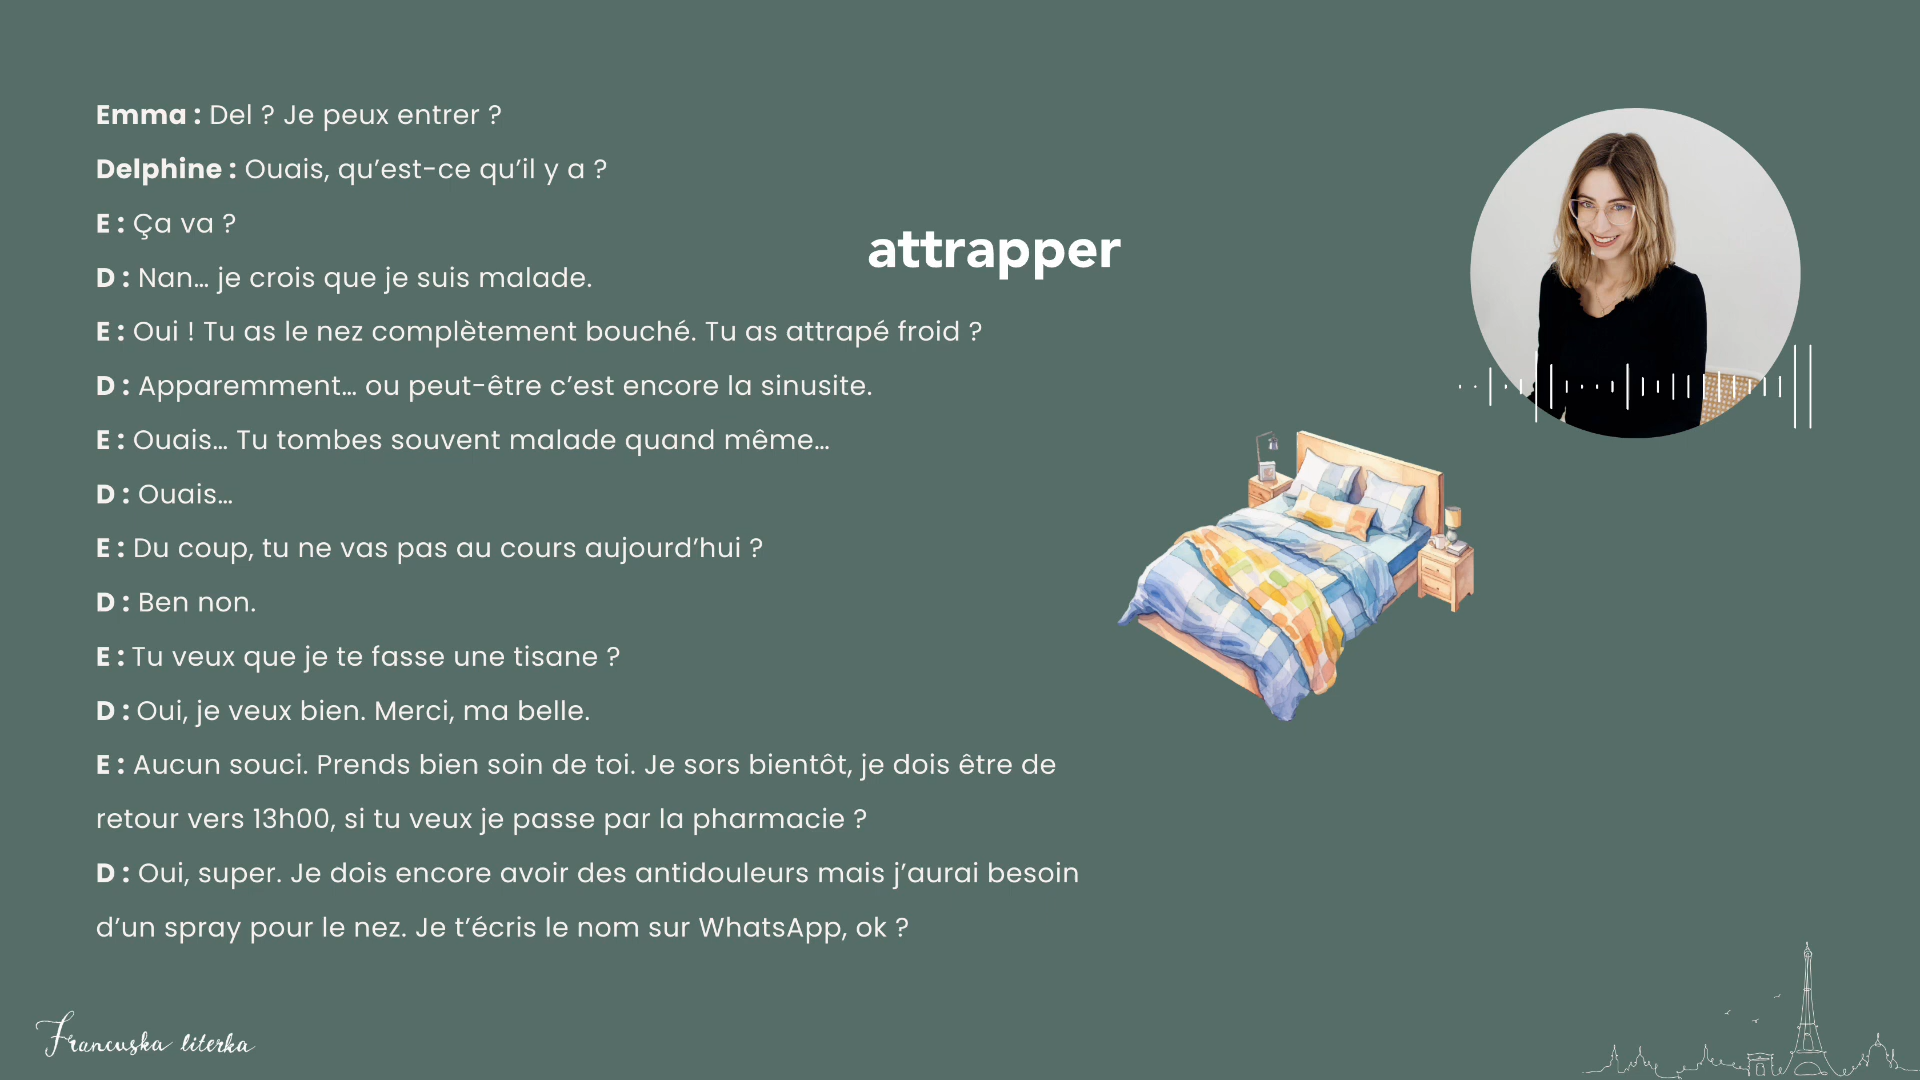 Emma : Del ? Je peux entrer ?
Delphine : Ouais, qu’est-ce qu’il y a ?
E : Ça va ?
attrapper
D : Nan… je crois que je suis malade.
E : Oui ! Tu as le nez complètement bouché. Tu as attrapé froid ?
D : Apparemment… ou peut-être c’est encore la sinusite.
E : Ouais… Tu tombes souvent malade quand même…
D : Ouais…
E : Du coup, tu ne vas pas au cours aujourd’hui ?
D : Ben non.
E : Tu veux que je te fasse une tisane ?
D : Oui, je veux bien. Merci, ma belle.
E : Aucun souci. Prends bien soin de toi. Je sors bientôt, je dois être de
retour vers 13h00, si tu veux je passe par la pharmacie ?
D : Oui, super. Je dois encore avoir des antidouleurs mais j’aurai besoin
d’un spray pour le nez. Je t’écris le nom sur WhatsApp, ok ?
Francuska literka